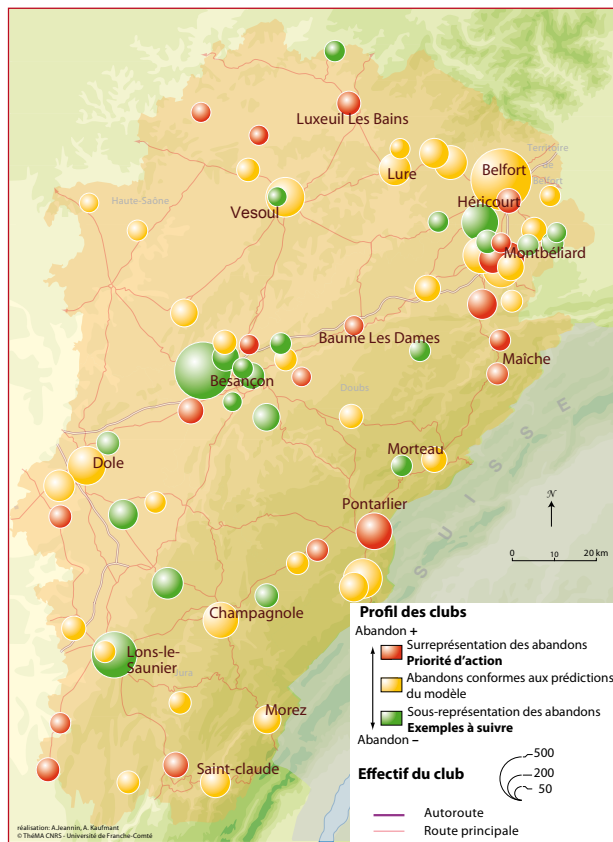 Luxeuil Les Bains
Territoire
de
Belfort
Belfort
Lure
Haute-Saône
Vesoul
Héricourt
Montbéliard
Baume Les Dames
Maîche
Besançon
Doubs
Dole
Morteau
SUISSE
Pontarlier
N
0 10 20 km
Champagnole
Lons-le-
Saunier
Jura
Morez
Saint-claude
Profil des clubs
Abandon +
Surreprésentation des abandons
Priorité d'action
Abandons conformes aux prédictions
du modèle
Sous-représentation des abandons
Exemples à suivre
Abandon –
Effectif du club
500
200
50
Autoroute
Route principale
réalisation: A.Jeannin, A. Kaufmant
© ThéMA CNRS - Université de Franche-Comté